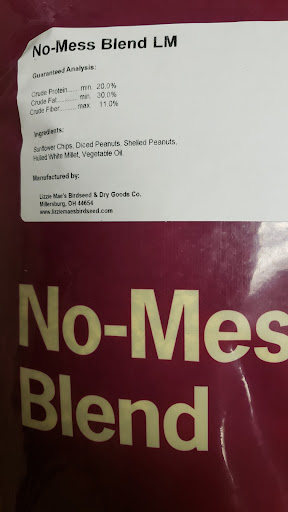 No-Mess Blend LM
Guaranteed Analysis:
Crude Protein...... min. 20.0%
Crude Fat............ min. 30.0%
Crude Fiber......... max. 11.0%
Ingredients:
Sunflower Chips, Diced Peanuts, Shelled Peanuts,
Hulled White Millet, Vegetable Oil
Manufactured by:
Lizzie Mae's Birdseed & Dry Goods Co.
Millersburg, OH 44654
www.lizziemaesbirdseed.com
No-Mes
Blend